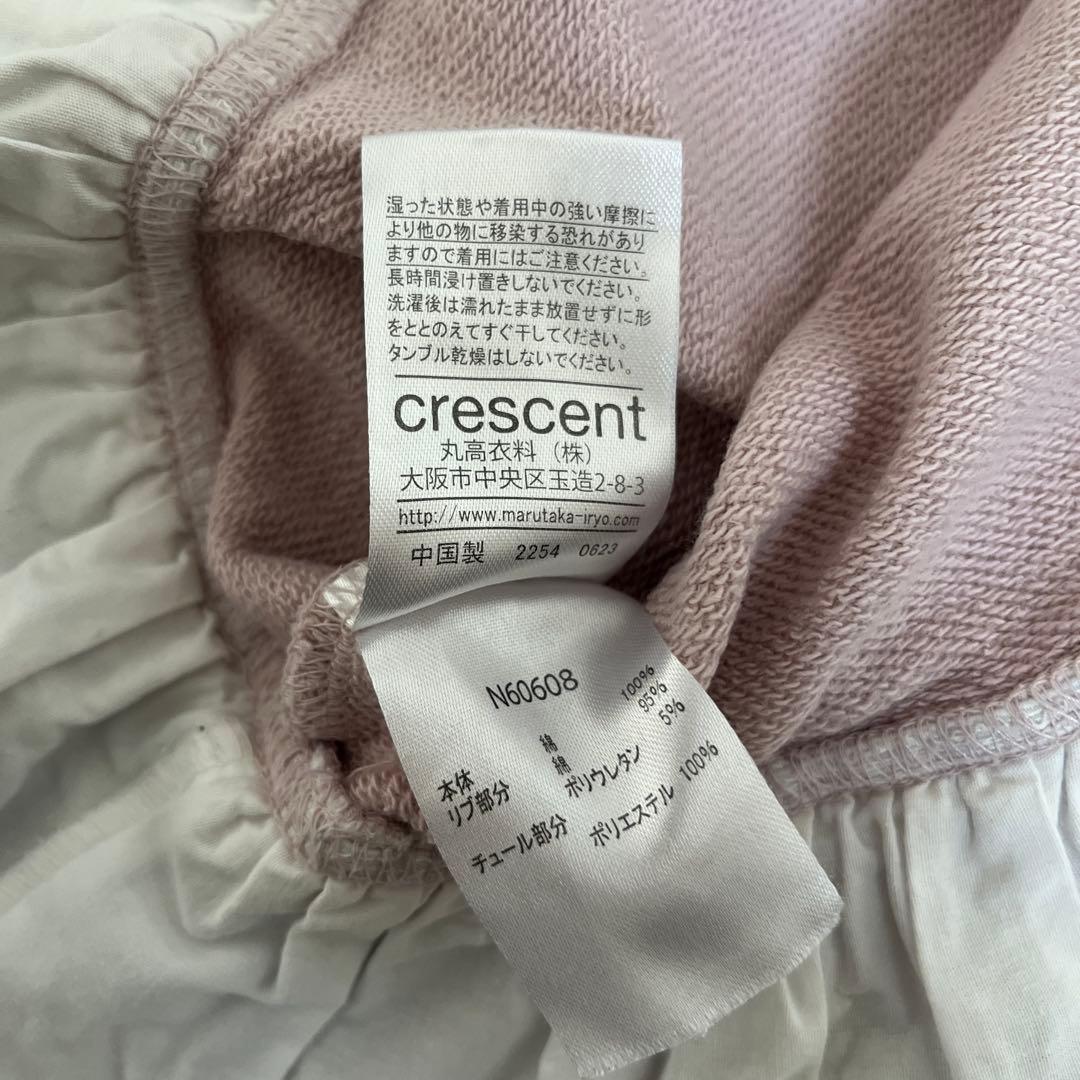 湿った状態や着用中の強い摩擦に
より他の物に移染する恐れがあり
ますので着用にはご注意ください。
長時間浸け置きしないでください。
洗濯後は濡れたまま放置せずに形
をととのえてすぐ干してください。
タンブル乾燥はしないでください。
crescent
丸高衣料（株）
大阪市中央区玉造2-8-3
http://www.marutaka-iryo.com
中国製 2254 0623
N60608
本体 綿 100%
リブ部分 綿 95%
ポリウレタン 5%
チュール部分 ポリエステル 100%